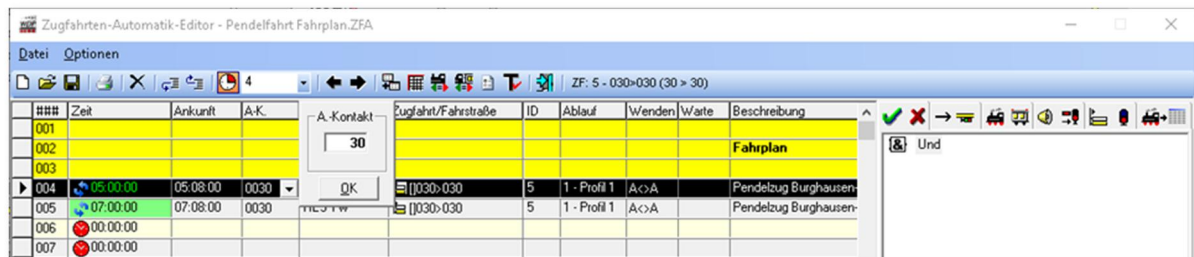 Zugfahrten-Automatik-Editor - Pendelfahrt Fahrplan.ZFA
Datei Optionen
4 ZF: 5 - 030>030 (30 > 30)
### Zeit Ankunft A-K. A.-Kontakt Zugfahrt/Fahrstraße ID Ablauf Wenden Warte Beschreibung
001
30
Und
002 Fahrplan
003
004 05:00:00 05:08:00 0030 OK []030>030 5 1 - Profil 1 A<>A Pendelzug Burghausen-
005 07:00:00 07:08:00 0030 []030>030 5 1 - Profil 1 A<>A Pendelzug Burghausen-
006 00:00:00
007 00:00:00